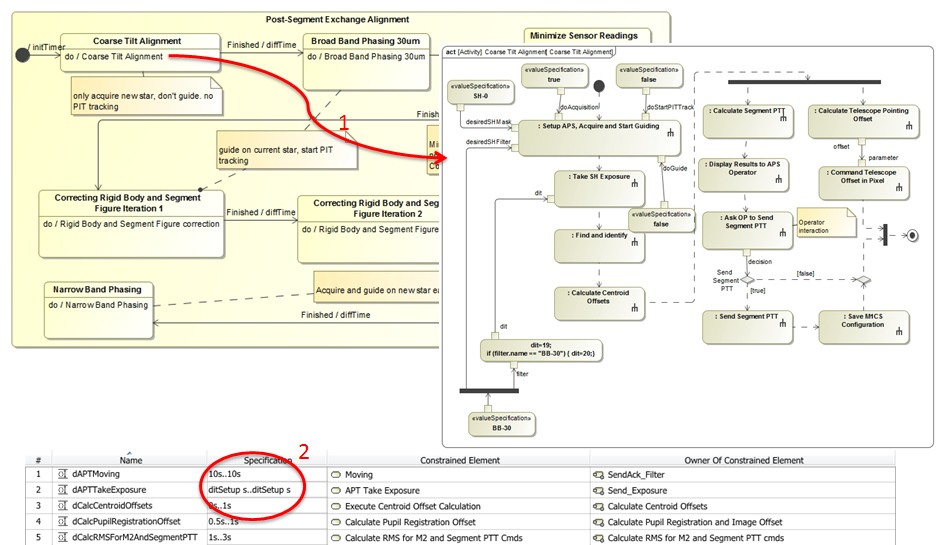 Post-Segment Exchange Alignment
/ initTimer
Coarse Tilt Alignment
do / Coarse Tilt Alignment
Finished / diffTime
Broad Band Phasing 30um
do / Broad Band Phasing 30um
Minimize Sensor Readings
only acquire new star, don't guide. no
PIT tracking
1
guide on current star, start PIT
tracking
Correcting Rigid Body and Segment
Figure Iteration 1
do / Rigid Body and Segment Figure correction
Finished / diffTime
Correcting Rigid Body and Seg
Figure Iteration 2
do / Rigid Body and Segment Figure
Narrow Band Phasing
do / Narrow Band Phasing
Acquire and guide on new star ea
Finished / diffTime
act [Activity] Coarse Tilt Alignment[ Coarse Tilt Alignment]
«valueSpecification»
true
«valueSpecification»
false
«valueSpecification»
SH-0
doAcquisition
doStartPITTrack
desiredSHMask
desiredSHFilter
: Setup APS, Acquire and Start Guiding
doGuide
: Take SH Exposure
dit
«valueSpecification»
false
: Find and identify
: Calculate Centroid
Offsets
dit
dit=19;
if (filter.name == "BB-30") { dit=20;}
filter
«valueSpecification»
BB-30
: Calculate Segment PTT
: Calculate Telescope Pointing
Offset
offset
parameter
: Display Results to APS
Operator
: Command Telescope
Offset in Pixel
: Ask OP to Send
Segment PTT
Operator
interaction
decision
Send
Segment
PTT
[false]
[true]
: Send Segment PTT
: Save M1CS
Configuration
2
# Name Specification Constrained Element Owner Of Constrained Element
1 dAPTMoving 10s..10s Moving SendAck_Filter
2 dAPTTakeExposure ditSetup s..ditSetup s APT Take Exposure Send_Exposure
3 dCalcCentroidOffsets s..1s Execute Centroid Offset Calculation Calculate Centroid Offsets
4 dCalcPupilRegistrationOffset 0.5s..1s Calculate Pupil Registration Offset Calculate Pupil Registration and Image Offset
5 dCalcRMSForM2AndSegmentPTT 1s..3s Calculate RMS for M2 and Segment PTT Cmds Calculate RMS for M2 and Segment PTT